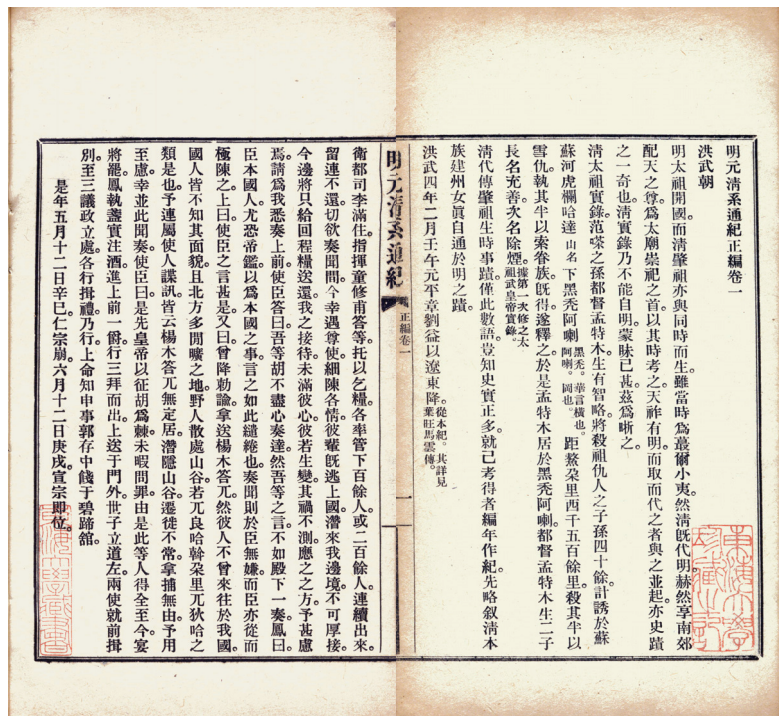 明元清系通紀正編卷一
洪武朝
明太祖開國。而清肇祖亦與同時而生。雖當時爲蕞爾小夷。然清旣代明。赫然享南郊
配天之尊。爲太廟崇祀之首。以其時考之。天祚有明。而取而代之者與之並起。亦史蹟
之一奇也。清實錄乃不能自明。蒙昧已甚。茲爲晰之。
清太祖實錄。范嗏之孫都督孟特木。生有智略。將殺祖仇人之子孫四十餘。計誘於蘇
蘇河虎欄哈達山名下黑禿阿喇黑禿。華言橫也。阿喇。岡也。距鰲朶里西千五百餘里。殺其半以
雪仇。執其半以索眷族。旣得。遂釋之。於是孟特木居於黑禿阿喇。都督孟特木生二子
長名充善。次名除煙。據第一次修之太祖武皇帝實錄。
清代傳肇祖生時事蹟。僅此數語。豈知史實正多。就已考得者編年作紀。先略叙清本
族建州女眞自通於明之蹟。
洪武四年二月壬午。元平章劉益以遼東降。從本紀。其詳見葉旺馬雲傳。
明元清系通紀 正編卷一 一
衛都司李滿住。指揮童修甫答等。托以乞糧。各率管下百餘人。或二百餘人。連續出來。
留連不還。切欲奏聞。問今幸遇尊使。細陳各情。彼輩旣逃上國。潛來我邊境。不可厚接。
今邊將只給回程糧送還。我之接待未滿彼心。彼若生變。其禍不測。應之之方。予甚慮
焉。請爲我悉奏上前。使臣答曰。吾等胡不盡心奏達。然吾等之言。不如殿下一奏。鳳曰。
臣本國人。尤恐帝鑑以爲本國之事。言之如此繾綣也。奏聞則於臣無嫌。而臣亦從而
極陳之。上曰。使臣之言甚是。又曰。曾降勅諭。拿送楊木答兀。然彼人不曾來往於我國。
國人皆不知其面貌。且北方多閒曠之地。野人散處山谷。若兀良哈斡朶里兀狄哈之
類是也。予連屬使人諜訊。皆云楊木答兀無定居。潛隱山谷。遷徙不常。拿捕無由。予用
至慮。幸並此聞奏。使臣曰。是先皇帝以征胡爲棘。未暇問罪。由是此等人得全至今。宴
將罷。鳳執盞實注酒。進上前。一爵行三拜而出。上送于門外。世子立道左。兩使就前揖
別。至三議政立處。各行揖禮。乃行。上命知申事郭存中餞于碧蹄舘。
是年五月十二日辛巳。仁宗崩。六月十二日庚戌。宣宗即位。